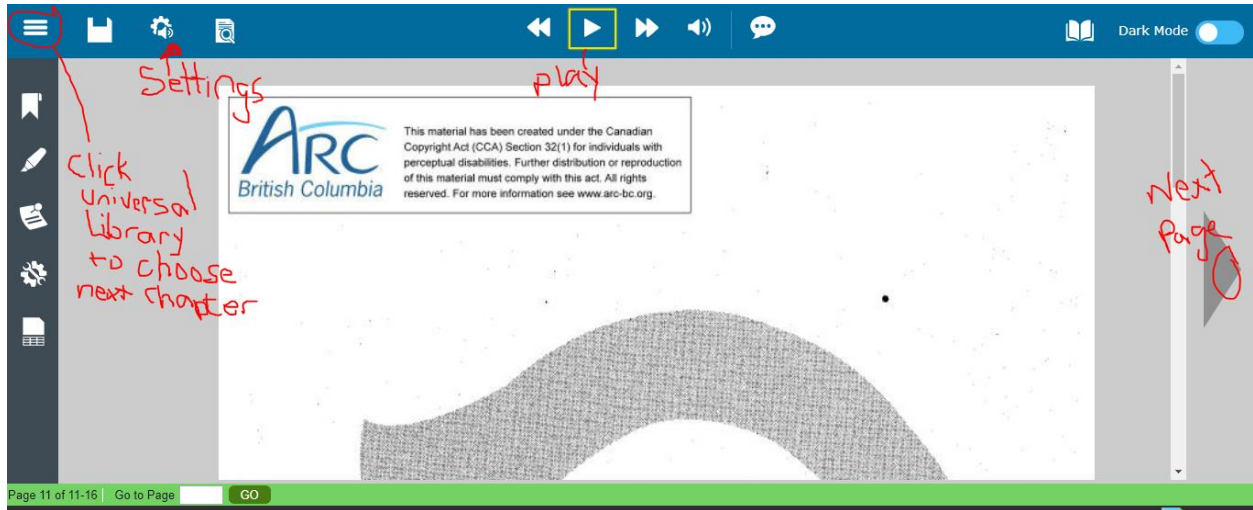 Dark Mode
Settings
play
ARC
British Columbia
This material has been created under the Canadian
Copyright Act (CCA) Section 32(1) for individuals with
perceptual disabilities. Further distribution or reproduction
of this material must comply with this act. All rights
reserved. For more information see www.arc-bc.org.
Click
Universal
Library
to choose
next chapter
Next
Page
Page 11 of 11-16 Go to Page GO